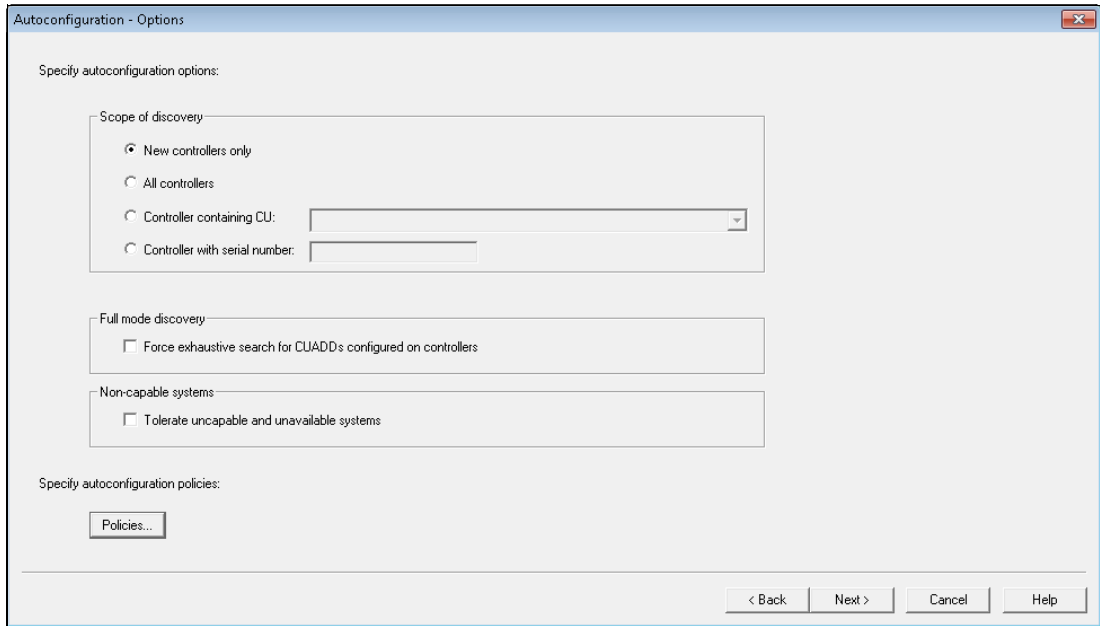 Autoconfiguration - Options
Specify autoconfiguration options:
Scope of discovery
New controllers only
All controllers
Controller containing CU:
Controller with serial number:
Full mode discovery
Force exhaustive search for CUADDs configured on controllers
Non-capable systems
Tolerate uncapable and unavailable systems
Specify autoconfiguration policies:
Policies...
< Back
Next >
Cancel
Help